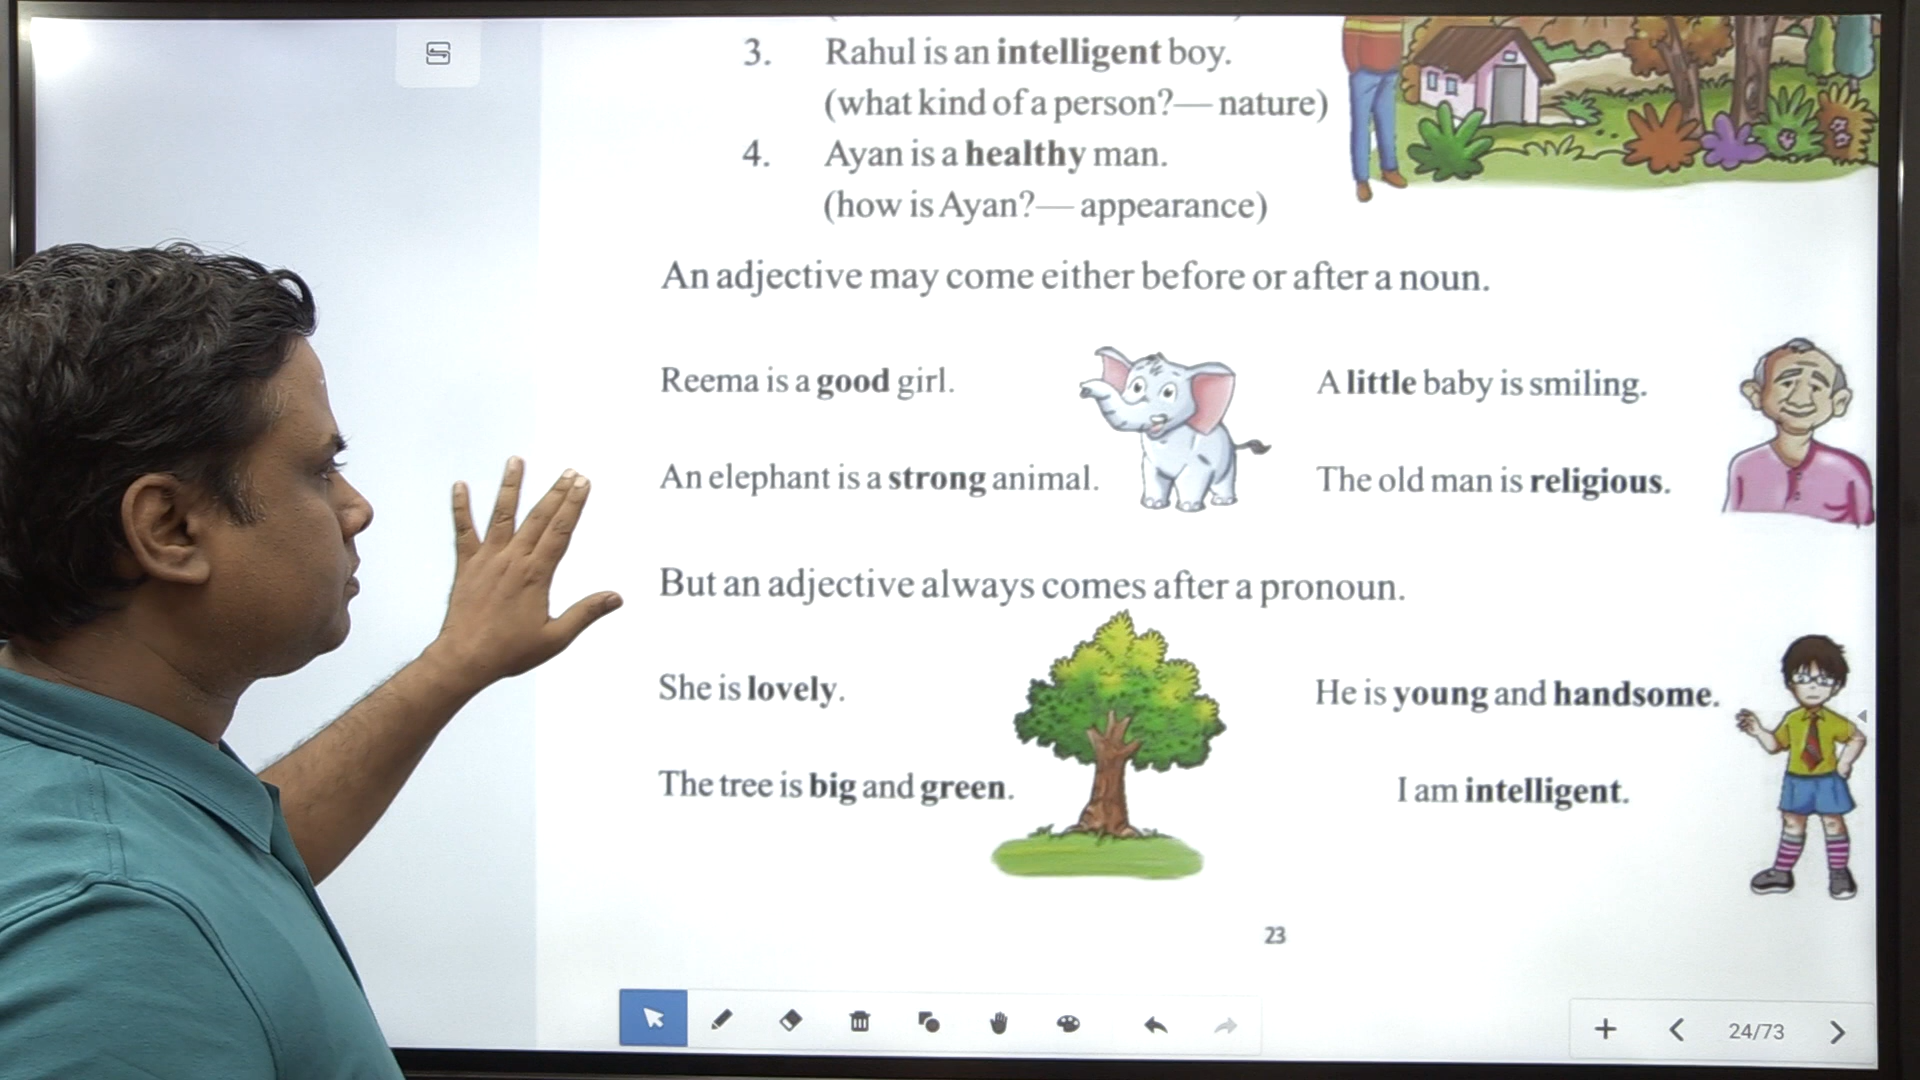 3. Rahul is an intelligent boy.
(what kind of a person?— nature)
4. Ayan is a healthy man.
(how is Ayan?— appearance)
An adjective may come either before or after a noun.
Reema is a good girl.
A little baby is smiling.
An elephant is a strong animal.
The old man is religious.
But an adjective always comes after a pronoun.
She is lovely.
He is young and handsome.
The tree is big and green.
I am intelligent.
23
24/73